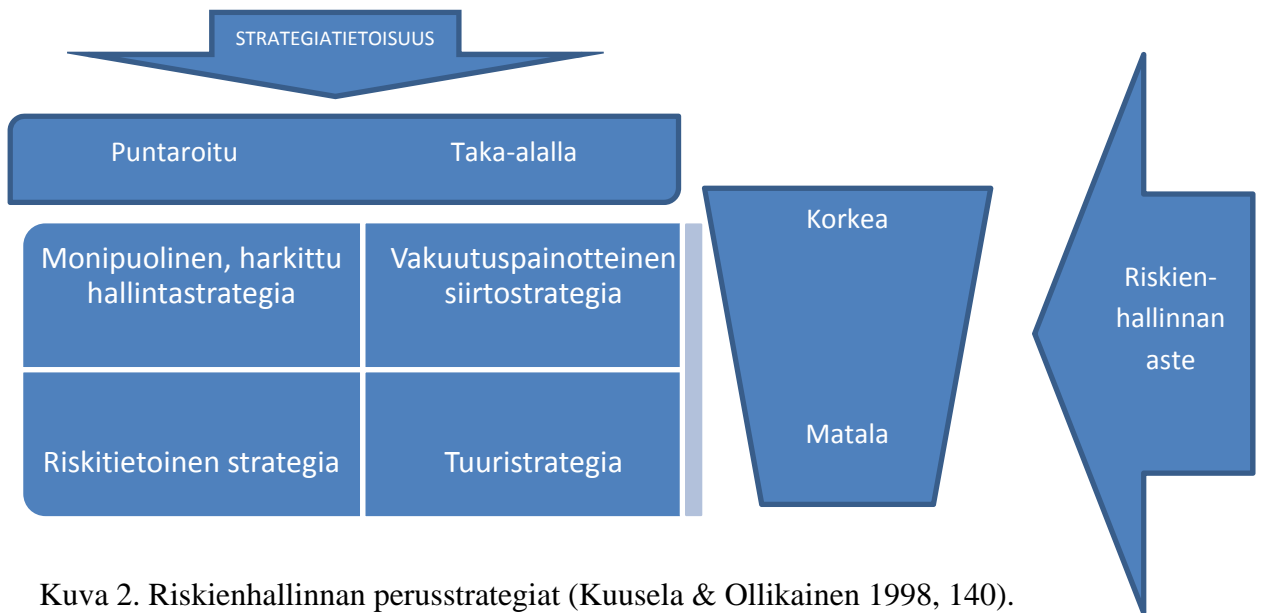 STRATEGIATIETOISUUS
Puntaroitu
Taka-alalla
Monipuolinen, harkittu
hallintastrategia
Vakuutuspainotteinen
siirtostrategia
Riskitietoinen strategia
Tuuristrategia
Korkea
Matala
Riskien-
hallinnan
aste
Kuva 2. Riskienhallinnan perusstrategiat (Kuusela & Ollikainen 1998, 140).